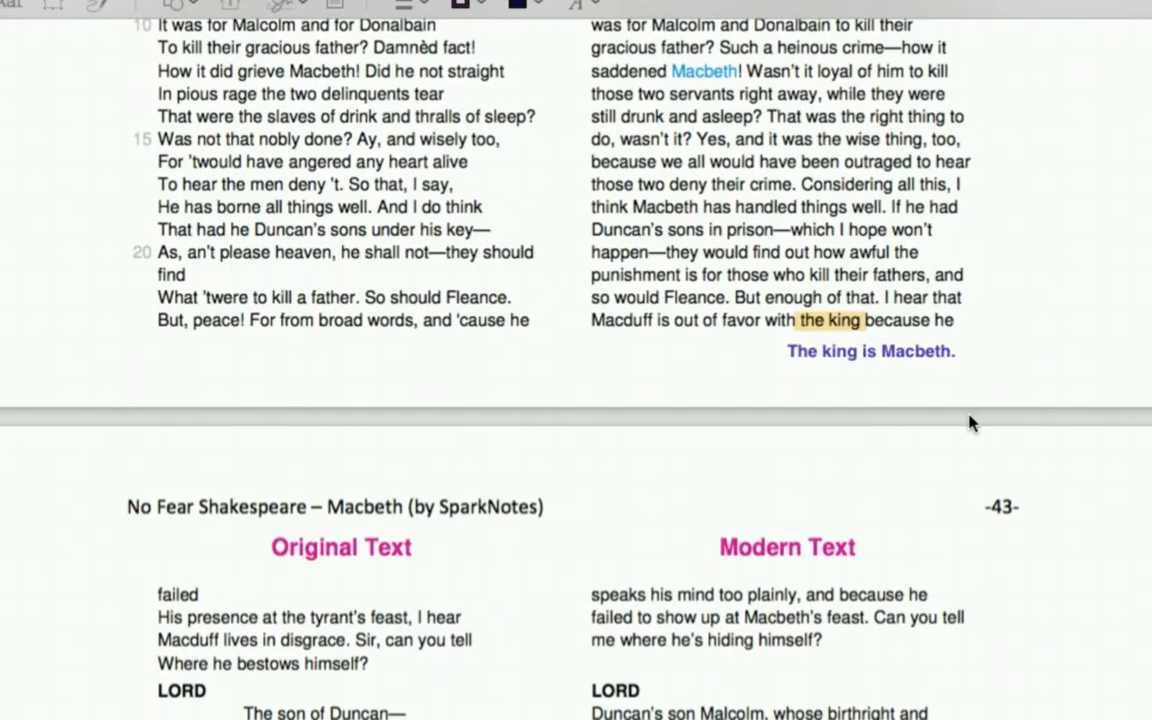 10 It was for Malcolm and for Donalbain
To kill their gracious father? Damnèd fact!
How it did grieve Macbeth! Did he not straight
In pious rage the two delinquents tear
That were the slaves of drink and thralls of sleep?
15 Was not that nobly done? Ay, and wisely too,
For 'twould have angered any heart alive
To hear the men deny 't. So that, I say,
He has borne all things well. And I do think
That had he Duncan's sons under his key—
20 As, an't please heaven, he shall not—they should
find
What 'twere to kill a father. So should Fleance.
But, peace! For from broad words, and 'cause he
was for Malcolm and Donalbain to kill their
gracious father? Such a heinous crime—how it
saddened Macbeth! Wasn't it loyal of him to kill
those two servants right away, while they were
still drunk and asleep? That was the right thing to
do, wasn't it? Yes, and it was the wise thing, too,
because we all would have been outraged to hear
those two deny their crime. Considering all this, I
think Macbeth has handled things well. If he had
Duncan's sons in prison—which I hope won't
happen—they would find out how awful the
punishment is for those who kill their fathers, and
so would Fleance. But enough of that. I hear that
Macduff is out of favor with the king because he
The king is Macbeth.
No Fear Shakespeare – Macbeth (by SparkNotes)
-43-
Original Text
failed
His presence at the tyrant's feast, I hear
Macduff lives in disgrace. Sir, can you tell
Where he bestows himself?
LORD
The son of Duncan—
Modern Text
speaks his mind too plainly, and because he
failed to show up at Macbeth's feast. Can you tell
me where he's hiding himself?
LORD
Duncan's son Malcolm, whose birthright and